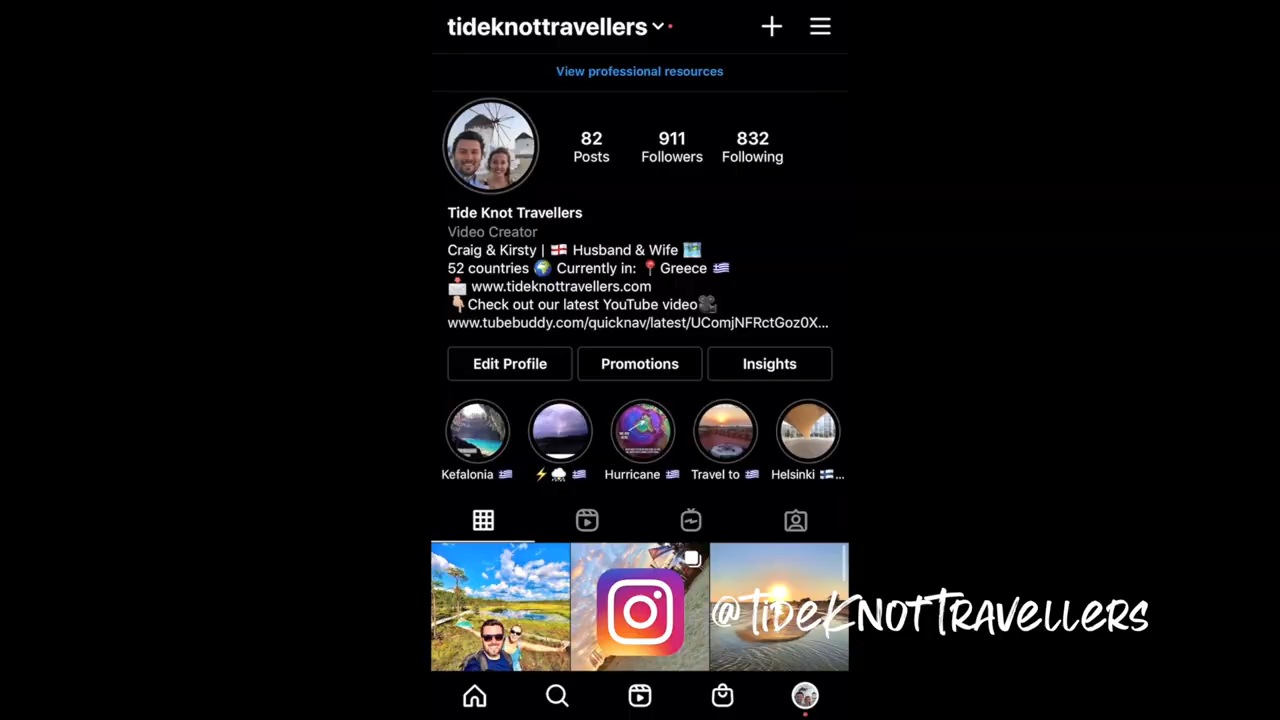 tideknottravellers
View professional resources
82 911 832
Posts Followers Following
Tide Knot Travellers
Video Creator
Craig & Kirsty | 🏴󠁧󠁢󠁥󠁮󠁧󠁿 Husband & Wife 🗺️
52 countries 🌍 Currently in: 📍Greece 🇬🇷
📩 www.tideknottravellers.com
👇🏻Check out our latest YouTube video🎥
www.tubebuddy.com/quicknav/latest/UComjNFRctGoz0X...
Edit Profile Promotions Insights
Kefalonia 🇬🇷 ⚡⛈️ 🇬🇷 Hurricane 🇬🇷 Travel to 🇬🇷 Helsinki 🇫🇮...
@TideKnotTravellers